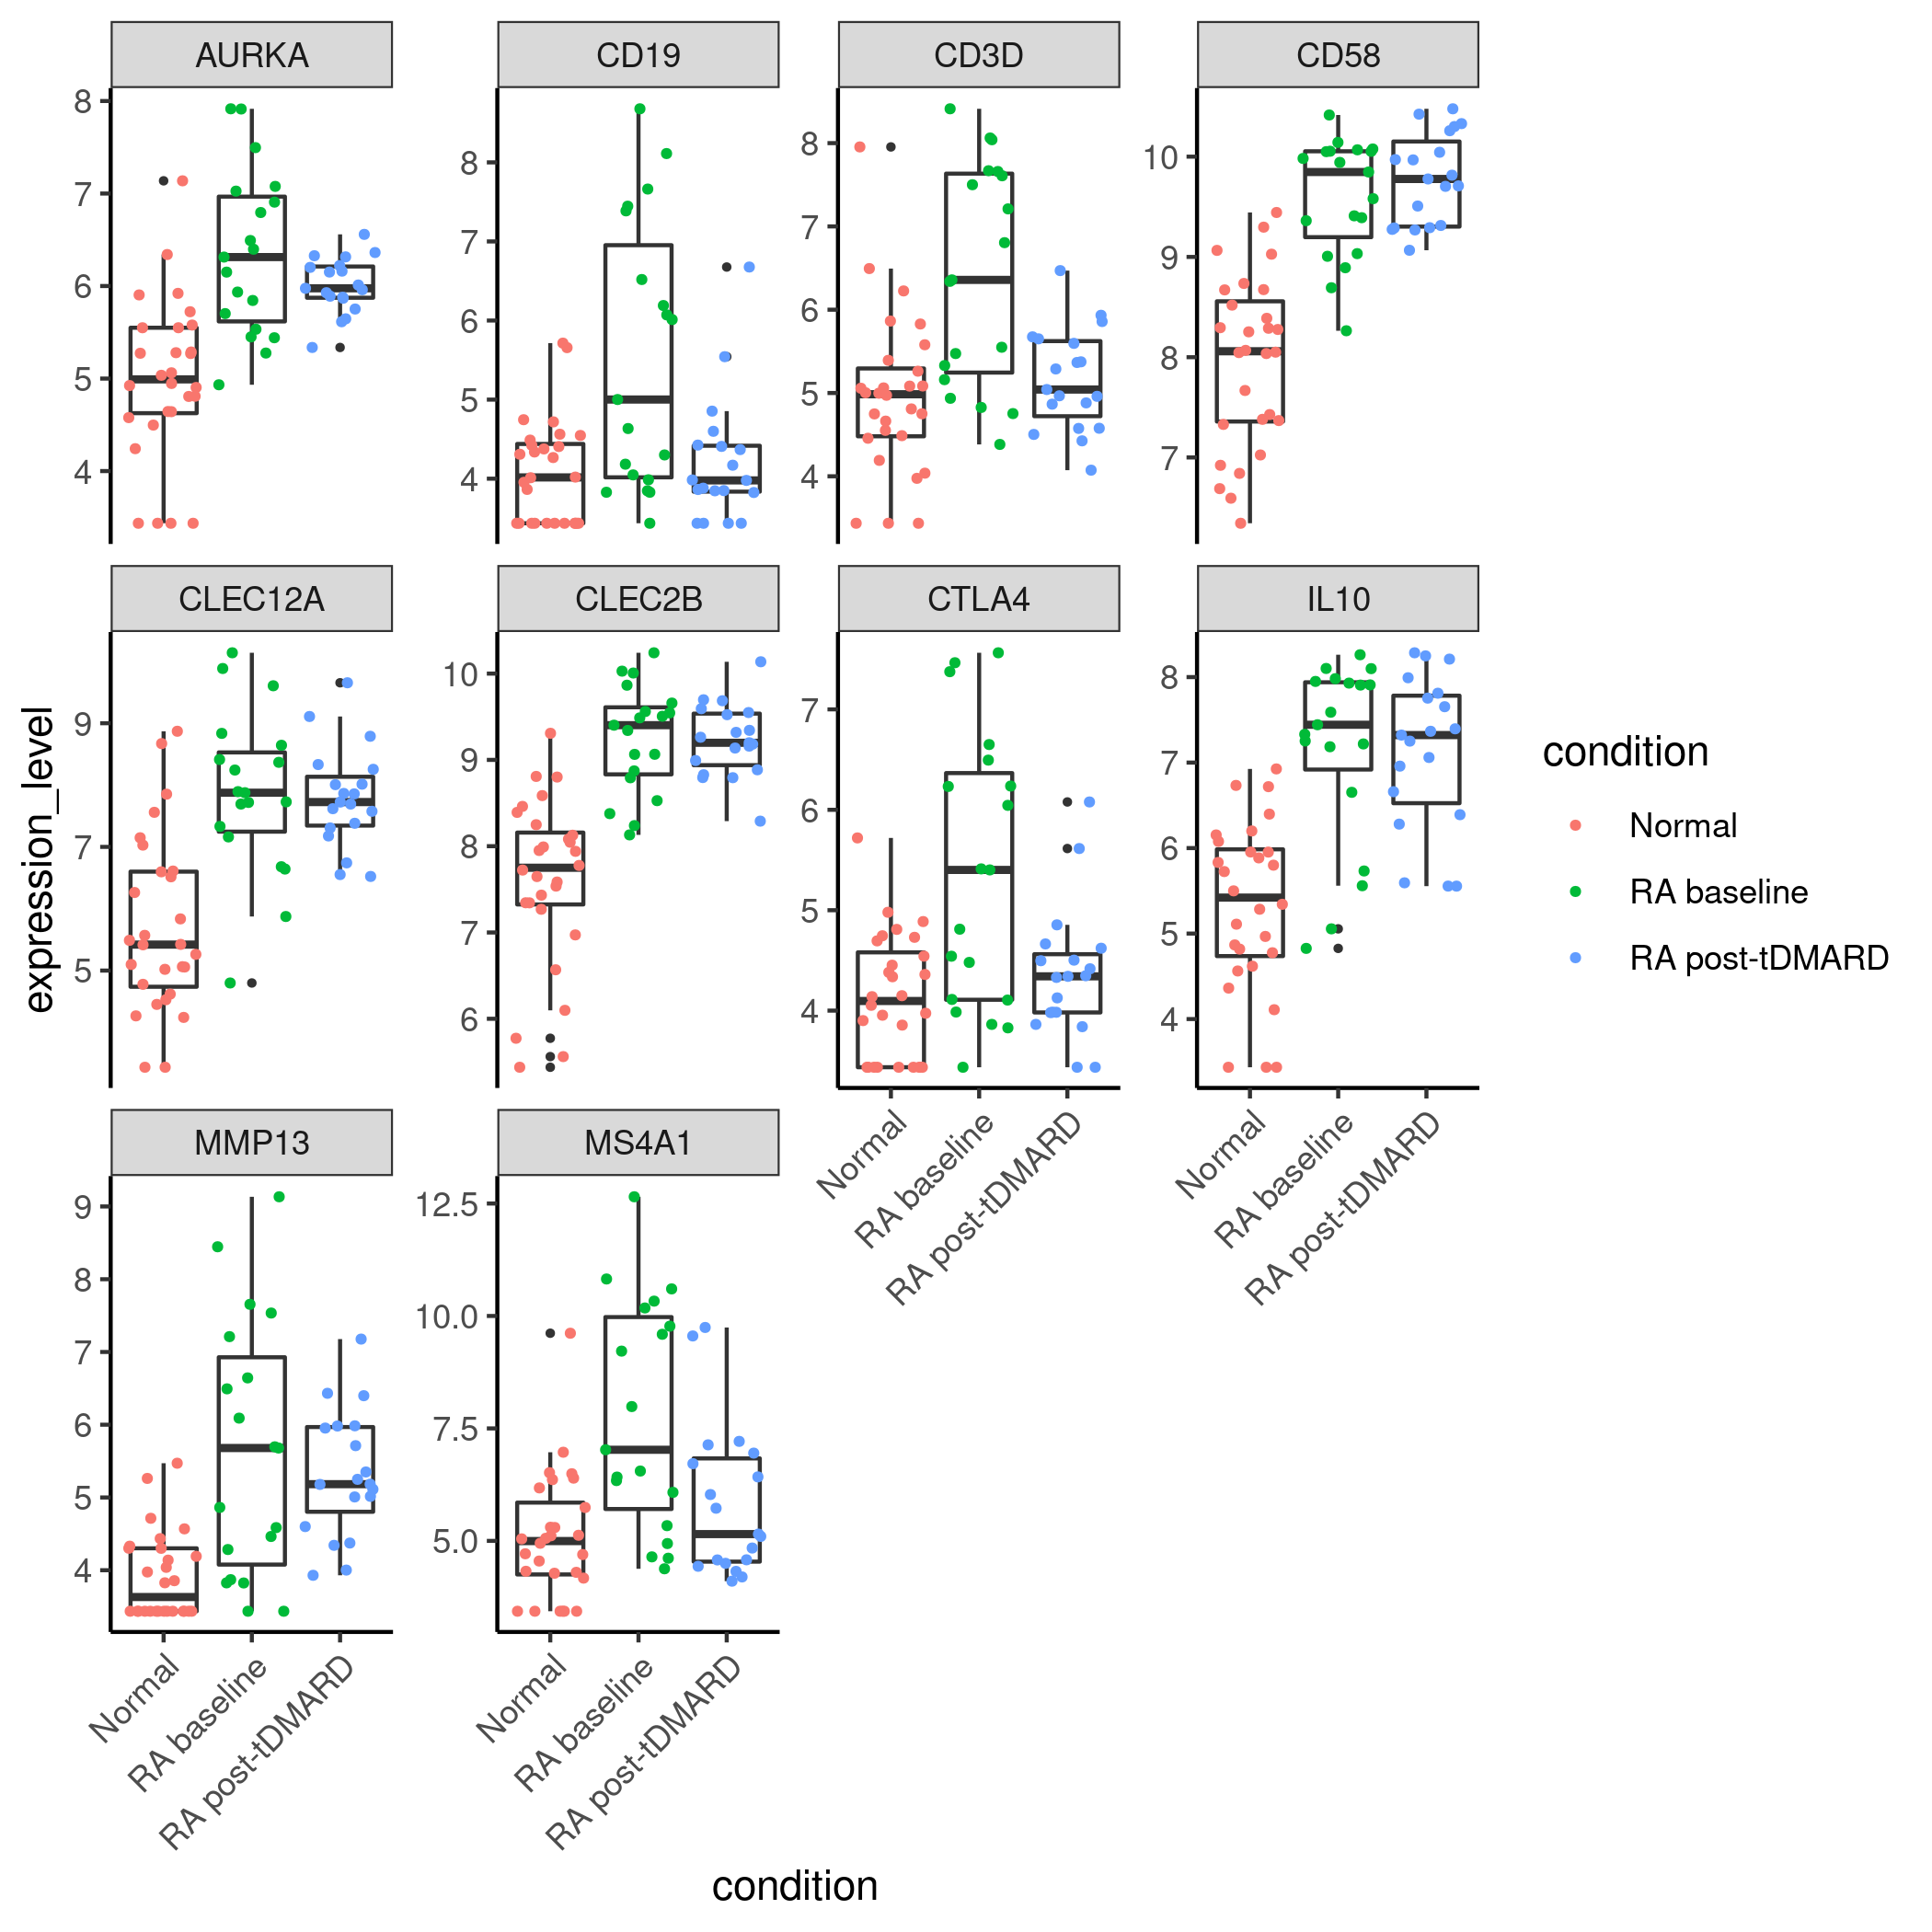 AURKA CD19 CD3D CD58
8
7
6
5
4
8
7
6
5
4
8
7
6
5
4
10
9
8
7
CLEC12A CLEC2B CTLA4 IL10
9
7
5
10
9
8
7
6
7
6
5
4
8
7
6
5
4
expression_level
condition
Normal
RA baseline
RA post-tDMARD
Normal
RA baseline
RA post-tDMARD
Normal
RA baseline
RA post-tDMARD
MMP13 MS4A1
9
8
7
6
5
4
12.5
10.0
7.5
5.0
Normal
RA baseline
RA post-tDMARD
Normal
RA baseline
RA post-tDMARD
condition